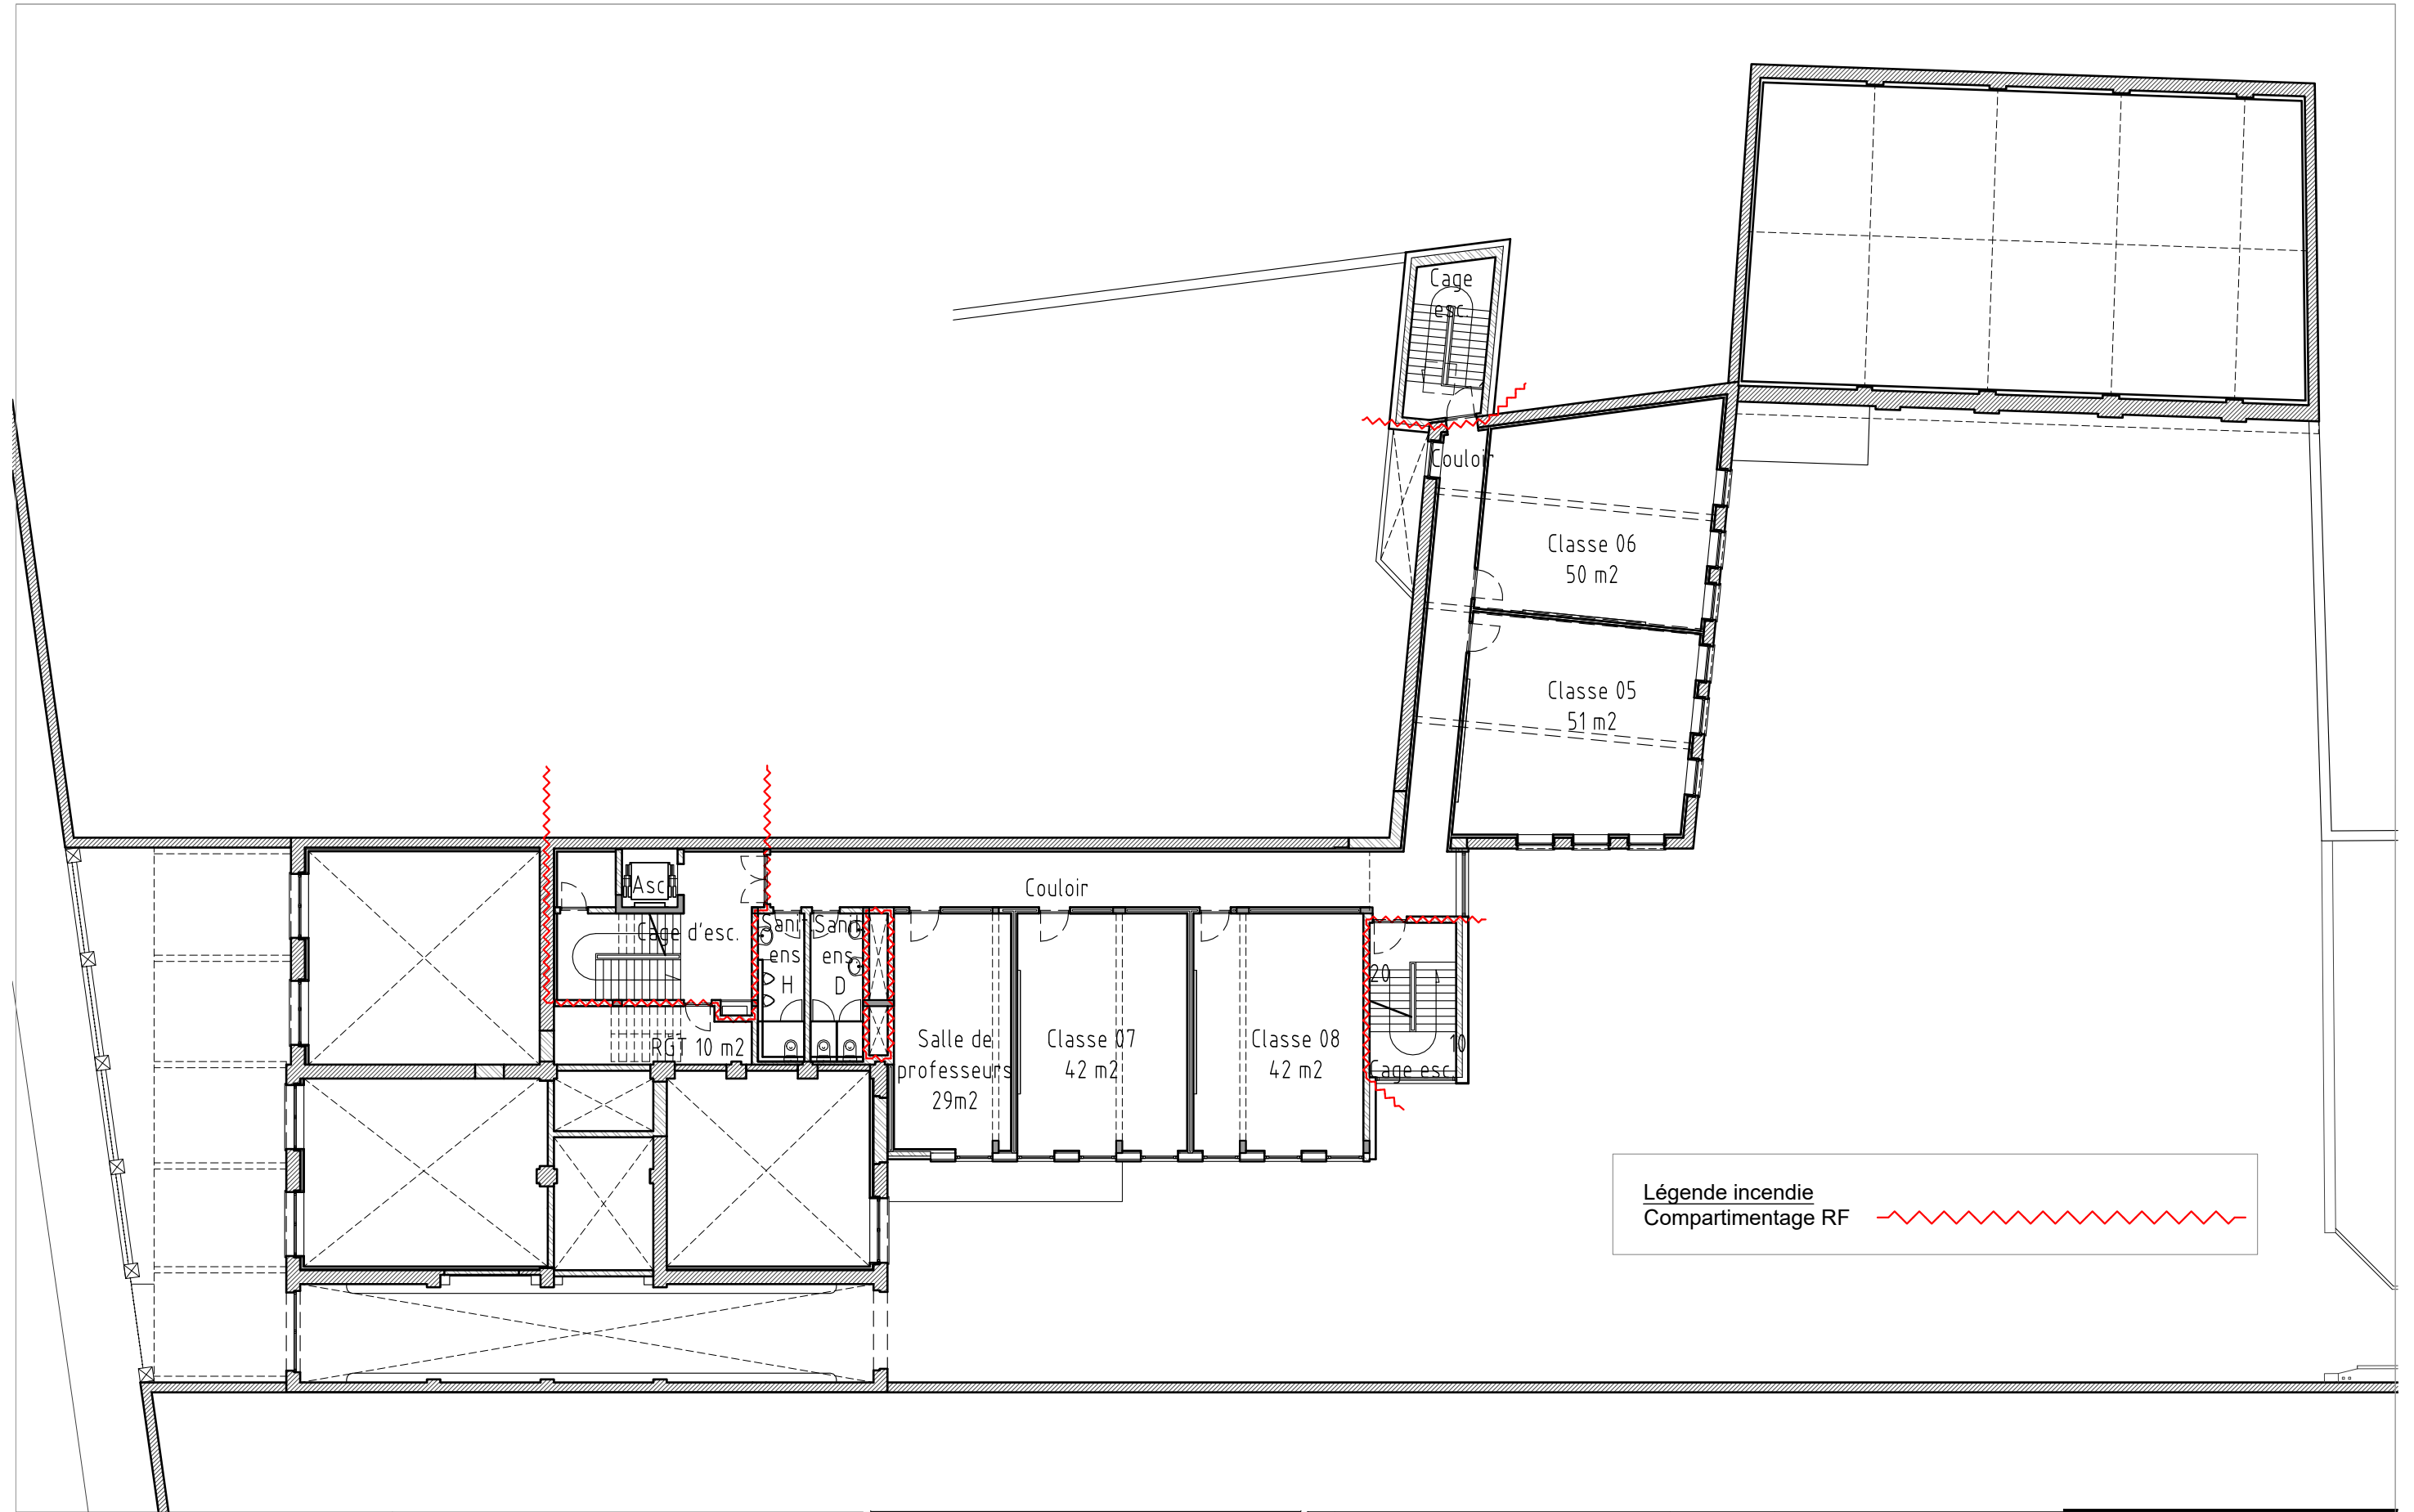 Cage
esc.
Couloir
Classe 06
50 m2
Classe 05
51 m2
Asc
Couloir
Cage d'esc.
Sanit
ens
H
Sanit
ens
D
20
10
RGT 10 m2
Salle de
professeurs
29m2
Classe 07
42 m2
Classe 08
42 m2
Cage esc.
Légende incendie
Compartimentage RF